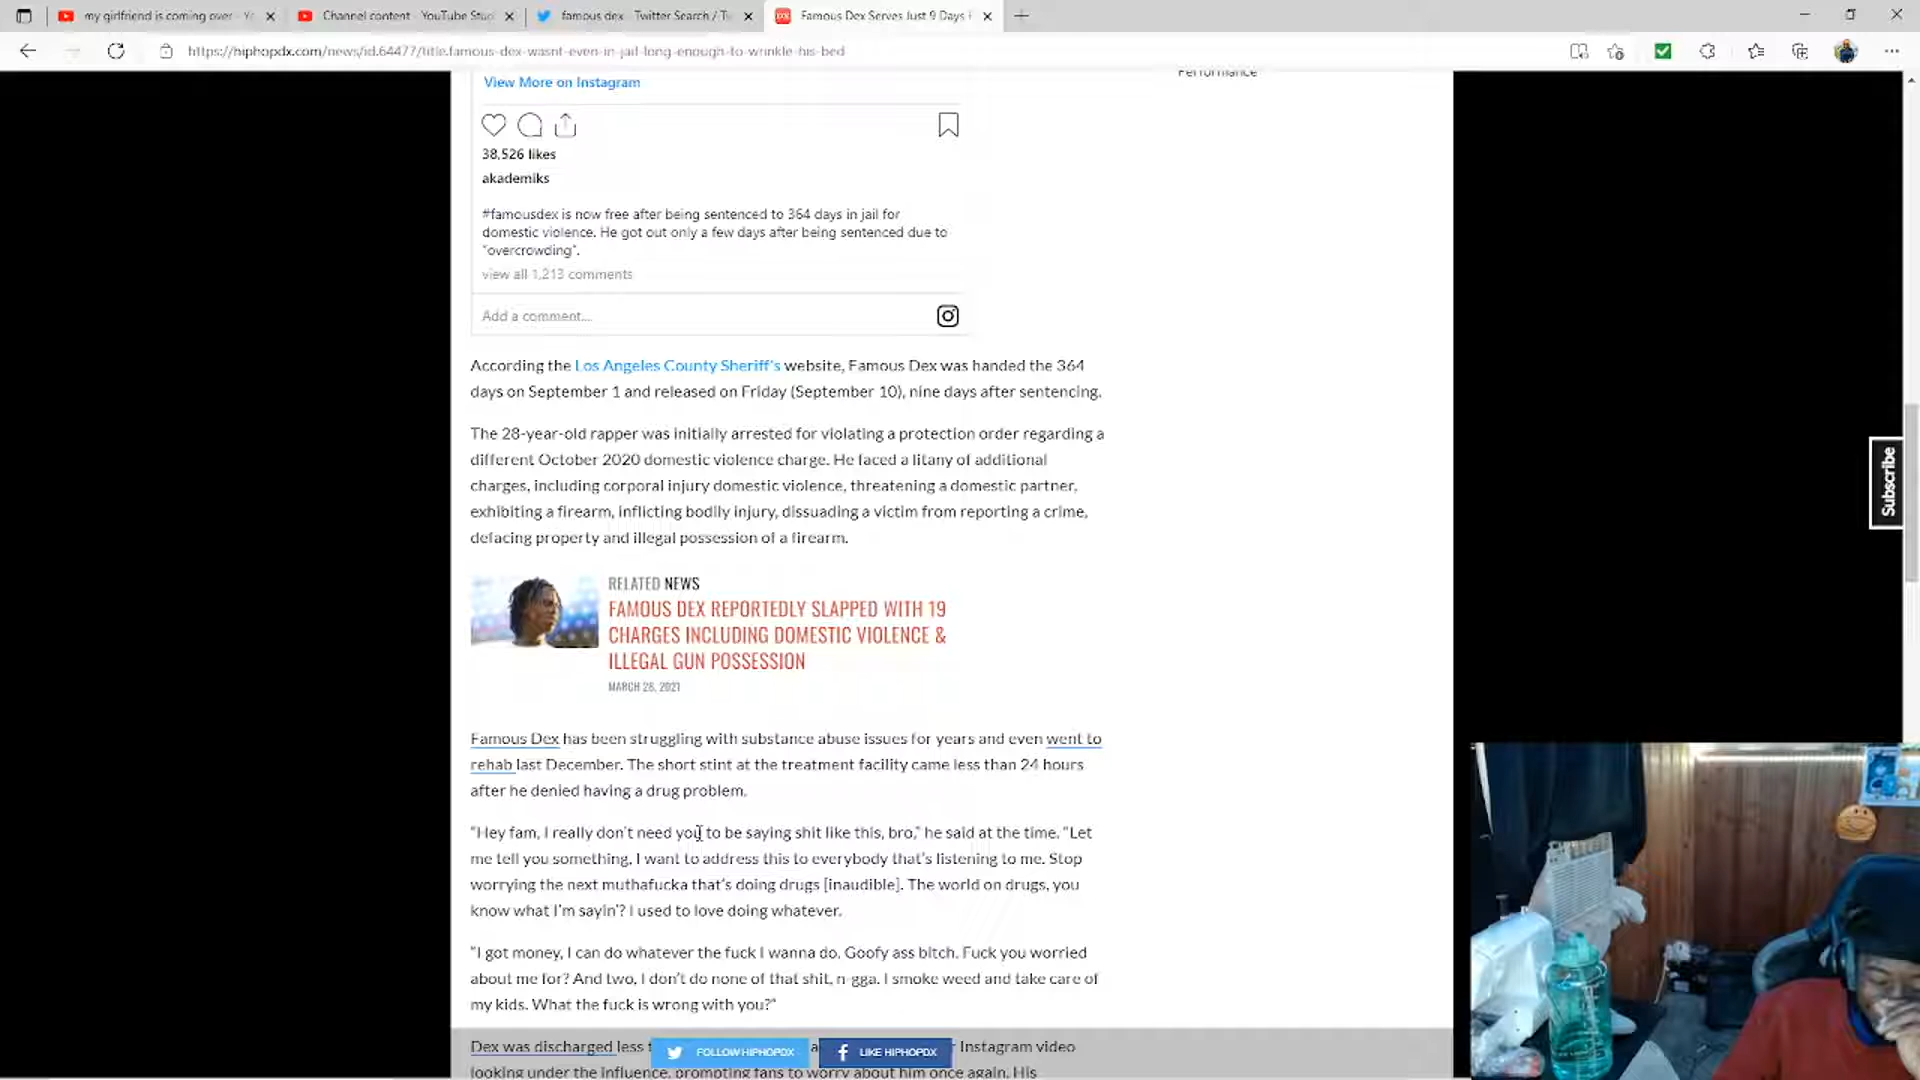 my girlfriend is coming over - Y
Channel content - YouTube Stu
famous dex - Twitter Search / T
Famous Dex Serves Just 9 Days I
https://hiphopdx.com/news/id.64477/title.famous-dex-wasnt-even-in-jail-long-enough-to-wrinkle-his-bed
View More on Instagram
Performance
38,526 likes
akademiks
#famousdex is now free after being sentenced to 364 days in jail for
domestic violence. He got out only a few days after being sentenced due to
"overcrowding".
view all 1,213 comments
Add a comment...
According the Los Angeles County Sheriff's website, Famous Dex was handed the 364
days on September 1 and released on Friday (September 10), nine days after sentencing.
The 28-year-old rapper was initially arrested for violating a protection order regarding a
different October 2020 domestic violence charge. He faced a litany of additional
charges, including corporal injury domestic violence, threatening a domestic partner,
exhibiting a firearm, inflicting bodily injury, dissuading a victim from reporting a crime,
defacing property and illegal possession of a firearm.
Subscribe
RELATED NEWS
FAMOUS DEX REPORTEDLY SLAPPED WITH 19
CHARGES INCLUDING DOMESTIC VIOLENCE &
ILLEGAL GUN POSSESSION
MARCH 28, 2021
Famous Dex has been struggling with substance abuse issues for years and even went to
rehab last December. The short stint at the treatment facility came less than 24 hours
after he denied having a drug problem.
"Hey fam, I really don't need you to be saying shit like this, bro," he said at the time. "Let
me tell you something, I want to address this to everybody that's listening to me. Stop
worrying the next muthafucka that's doing drugs [inaudible]. The world on drugs, you
know what I'm sayin'? I used to love doing whatever.
"I got money, I can do whatever the fuck I wanna do. Goofy ass bitch. Fuck you worried
about me for? And two, I don't do none of that shit, n-gga. I smoke weed and take care of
my kids. What the fuck is wrong with you?"
Dex was discharged less Instagram video
FOLLOW HIPHOPDX
LIKE HIPHOPDX
looking under the influence, prompting fans to worry about him once again. His